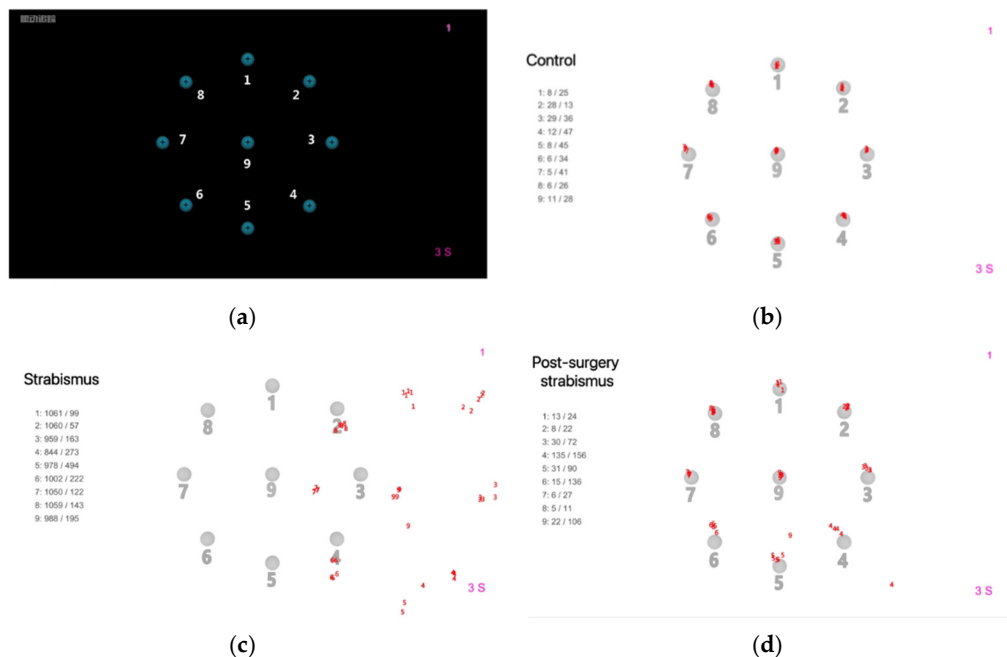 眼动追踪
1
1
8
2
7
3
9
6
4
5
3 S
(a)
1
Control
1: 8 / 25
2: 28 / 13
3: 29 / 36
4: 12 / 47
5: 8 / 45
6: 6 / 34
7: 5 / 41
8: 6 / 26
9: 11 / 28
1
8
2
7
9
3
6
4
5
3 S
(b)
1
Strabismus
1: 1061 / 99
2: 1060 / 57
3: 959 / 163
4: 844 / 273
5: 978 / 494
6: 1002 / 222
7: 1050 / 122
8: 1059 / 143
9: 988 / 195
1
8
2
7
9
3
6
4
5
3 S
(c)
1
Post-surgery
strabismus
1: 13 / 24
2: 8 / 22
3: 30 / 72
4: 135 / 156
5: 31 / 90
6: 15 / 136
7: 6 / 27
8: 5 / 11
9: 22 / 106
1
8
2
7
9
3
6
4
5
3 S
(d)